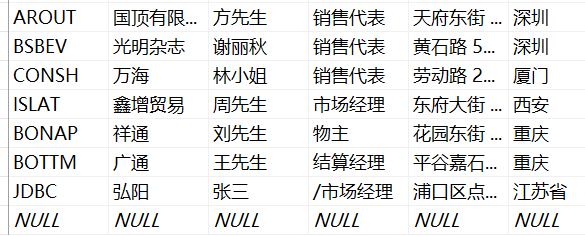 AROUT 国顶有限... 方先生 销售代表 天府东街 ... 深圳
BSBEV 光明杂志 谢丽秋 销售代表 黄石路 5... 深圳
CONSH 万海 林小姐 销售代表 劳动路 2... 厦门
ISLAT 鑫增贸易 周先生 市场经理 东府大街 ... 西安
BONAP 祥通 刘先生 物主 花园东街 ... 重庆
BOTTM 广通 王先生 结算经理 平谷嘉石... 重庆
JDBC 弘阳 张三 /市场经理 浦口区点... 江苏省
NULL NULL NULL NULL NULL NULL